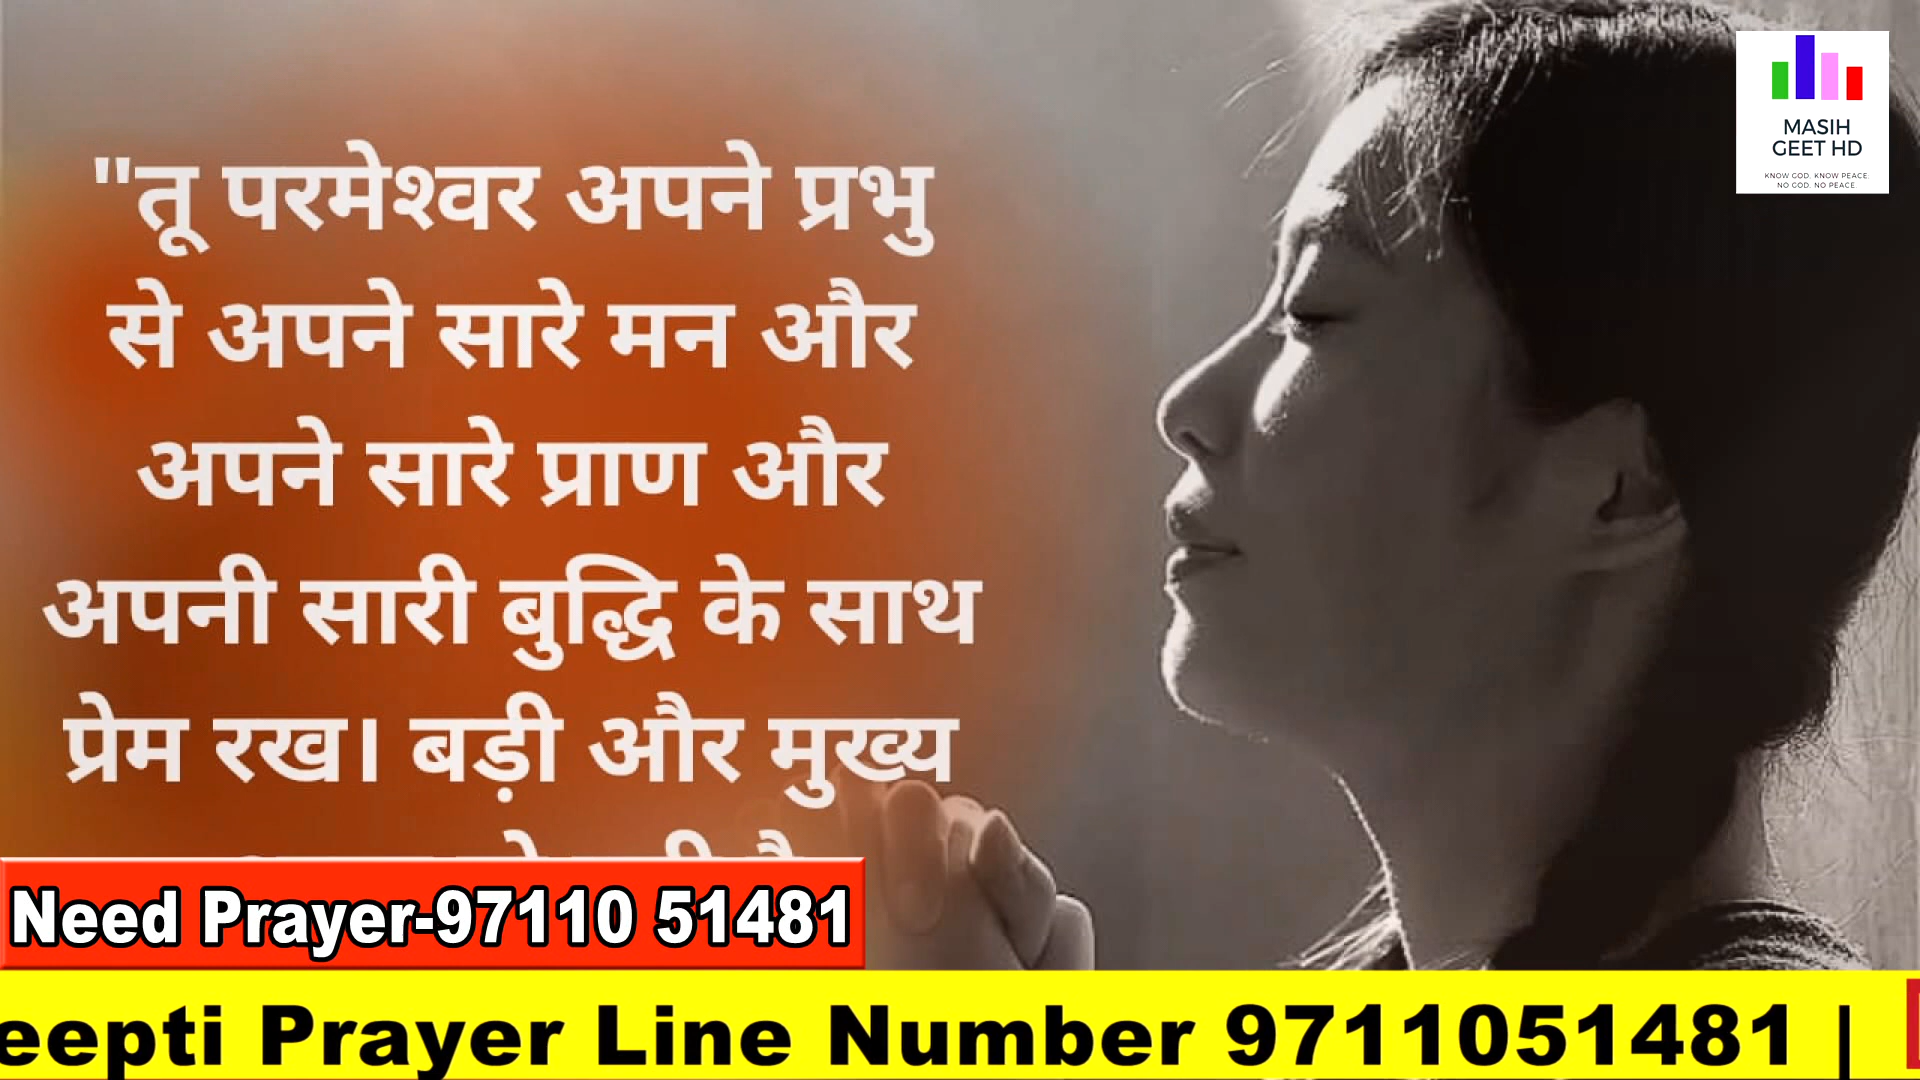 "तू परमेश्वर अपने प्रभु
से अपने सारे मन और
अपने सारे प्राण और
अपनी सारी बुद्धि के साथ
प्रेम रख। बड़ी और मुख्य
MASIH
GEET HD
KNOW GOD. KNOW PEACE.
NO GOD. NO PEACE.
Need Prayer-97110 51481
eepti Prayer Line Number 9711051481 |